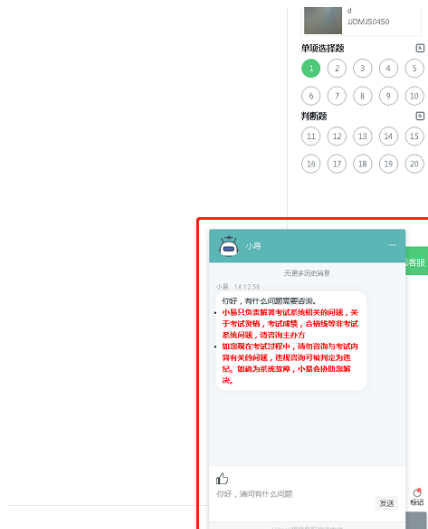 d
JJDMJS0450
单项选择题
1 2 3 4 5
6 7 8 9 10
判断题
11 12 13 14 15
16 17 18 19 20
小易
客服
无更多历史消息
小易 14:12:58
你好，有什么问题需要咨询。
小易只负责解答考试系统相关的问题，关
于考试资格，考试成绩，合格线等非考试
系统问题，请咨询主办方
如您现在考试过程中，请勿咨询与考试内
容有关的问题，违规咨询可被判定为违
纪。如确为系统故障，小易会协助您解
决。
你好，请问有什么问题
发送
标记